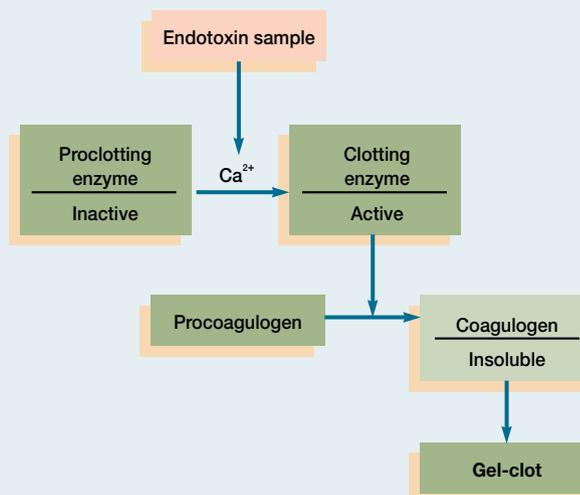 Endotoxin sample
Proclotting
enzyme
Inactive
Ca²⁺
Clotting
enzyme
Active
Procoagulogen
Coagulogen
Insoluble
Gel-clot